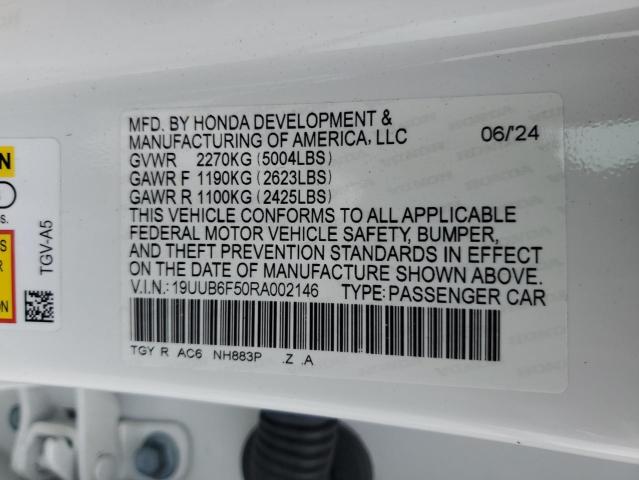 MFD. BY HONDA DEVELOPMENT &
MANUFACTURING OF AMERICA, LLC 06/'24
GVWR 2270KG (5004LBS)
GAWR F 1190KG (2623LBS)
GAWR R 1100KG (2425LBS)
THIS VEHICLE CONFORMS TO ALL APPLICABLE
FEDERAL MOTOR VEHICLE SAFETY, BUMPER,
AND THEFT PREVENTION STANDARDS IN EFFECT
ON THE DATE OF MANUFACTURE SHOWN ABOVE.
V.I.N.: 19UUB6F50RA002146 TYPE: PASSENGER CAR
TGY R AC6 NH883P .Z .A
TGV-A5